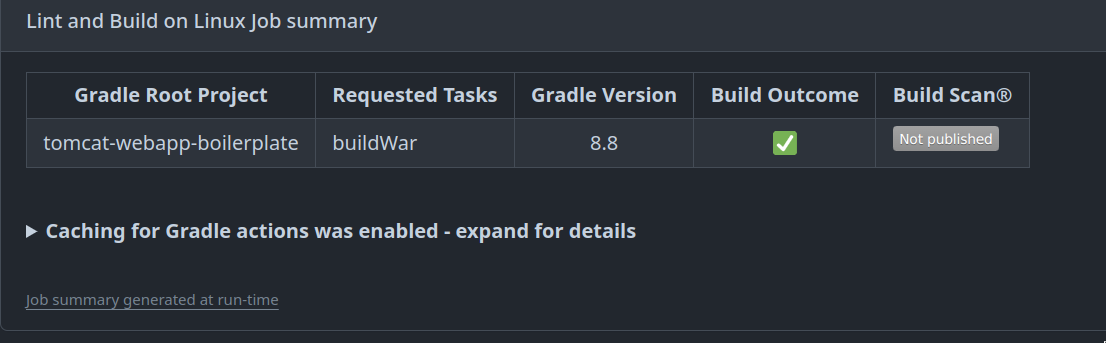 Lint and Build on Linux Job summary
Gradle Root Project Requested Tasks Gradle Version Build Outcome Build Scan®
tomcat-webapp-boilerplate buildWar 8.8 ✅ Not published
Caching for Gradle actions was enabled - expand for details
Job summary generated at run-time